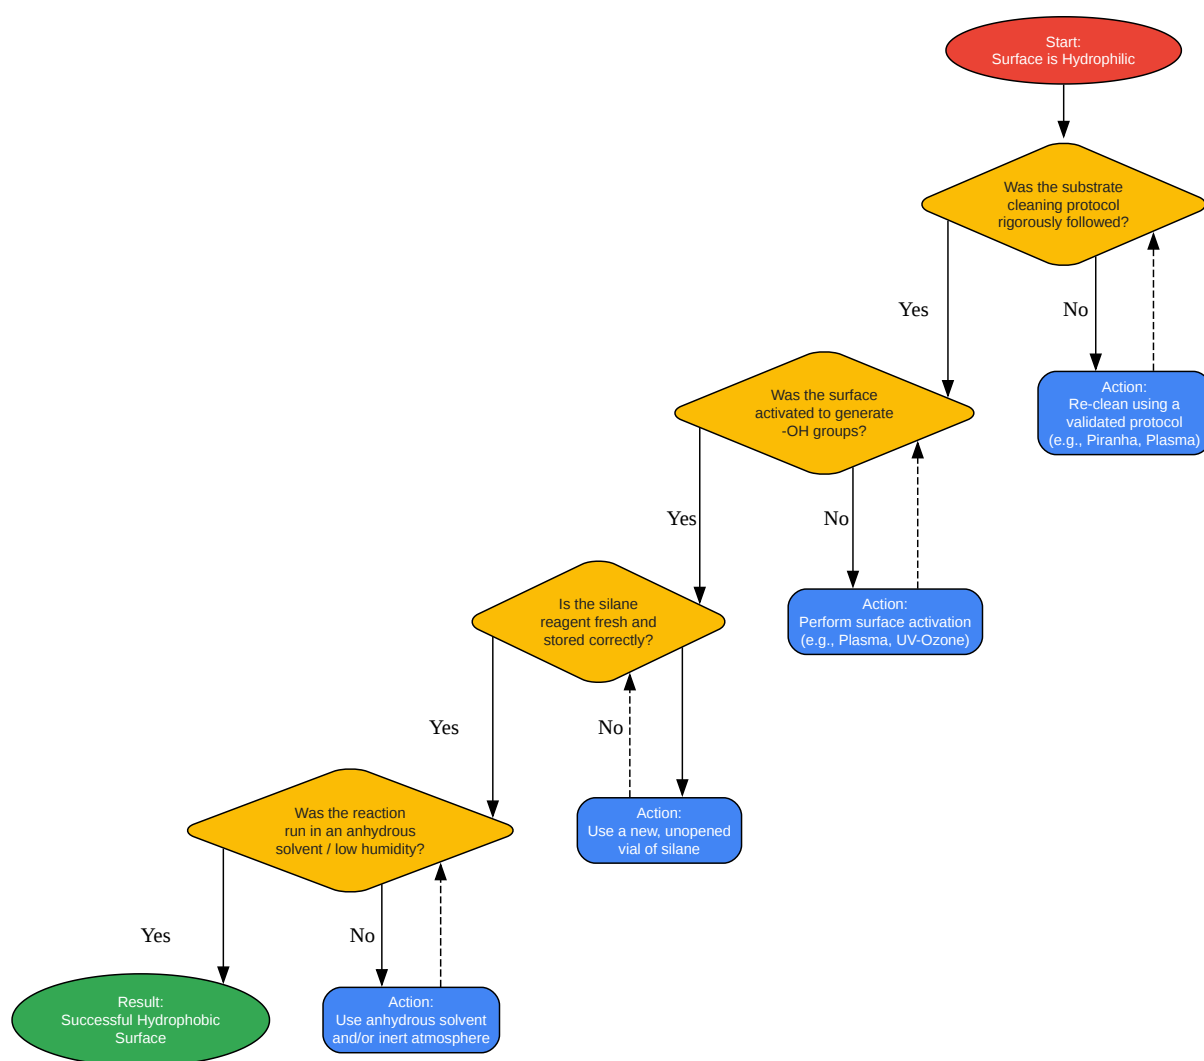 Start:
Surface is Hydrophilic
Was the substrate
cleaning protocol
rigorously followed?
Yes
No
Action:
Re-clean using a
validated protocol
(e.g., Piranha, Plasma)
Was the surface
activated to generate
-OH groups?
Yes
No
Action:
Perform surface activation
(e.g., Plasma, UV-Ozone)
Is the silane
reagent fresh and
stored correctly?
Yes
No
Action:
Use a new, unopened
vial of silane
Was the reaction
run in an anhydrous
solvent / low humidity?
Yes
No
Result:
Successful Hydrophobic
Surface
Action:
Use anhydrous solvent
and/or inert atmosphere